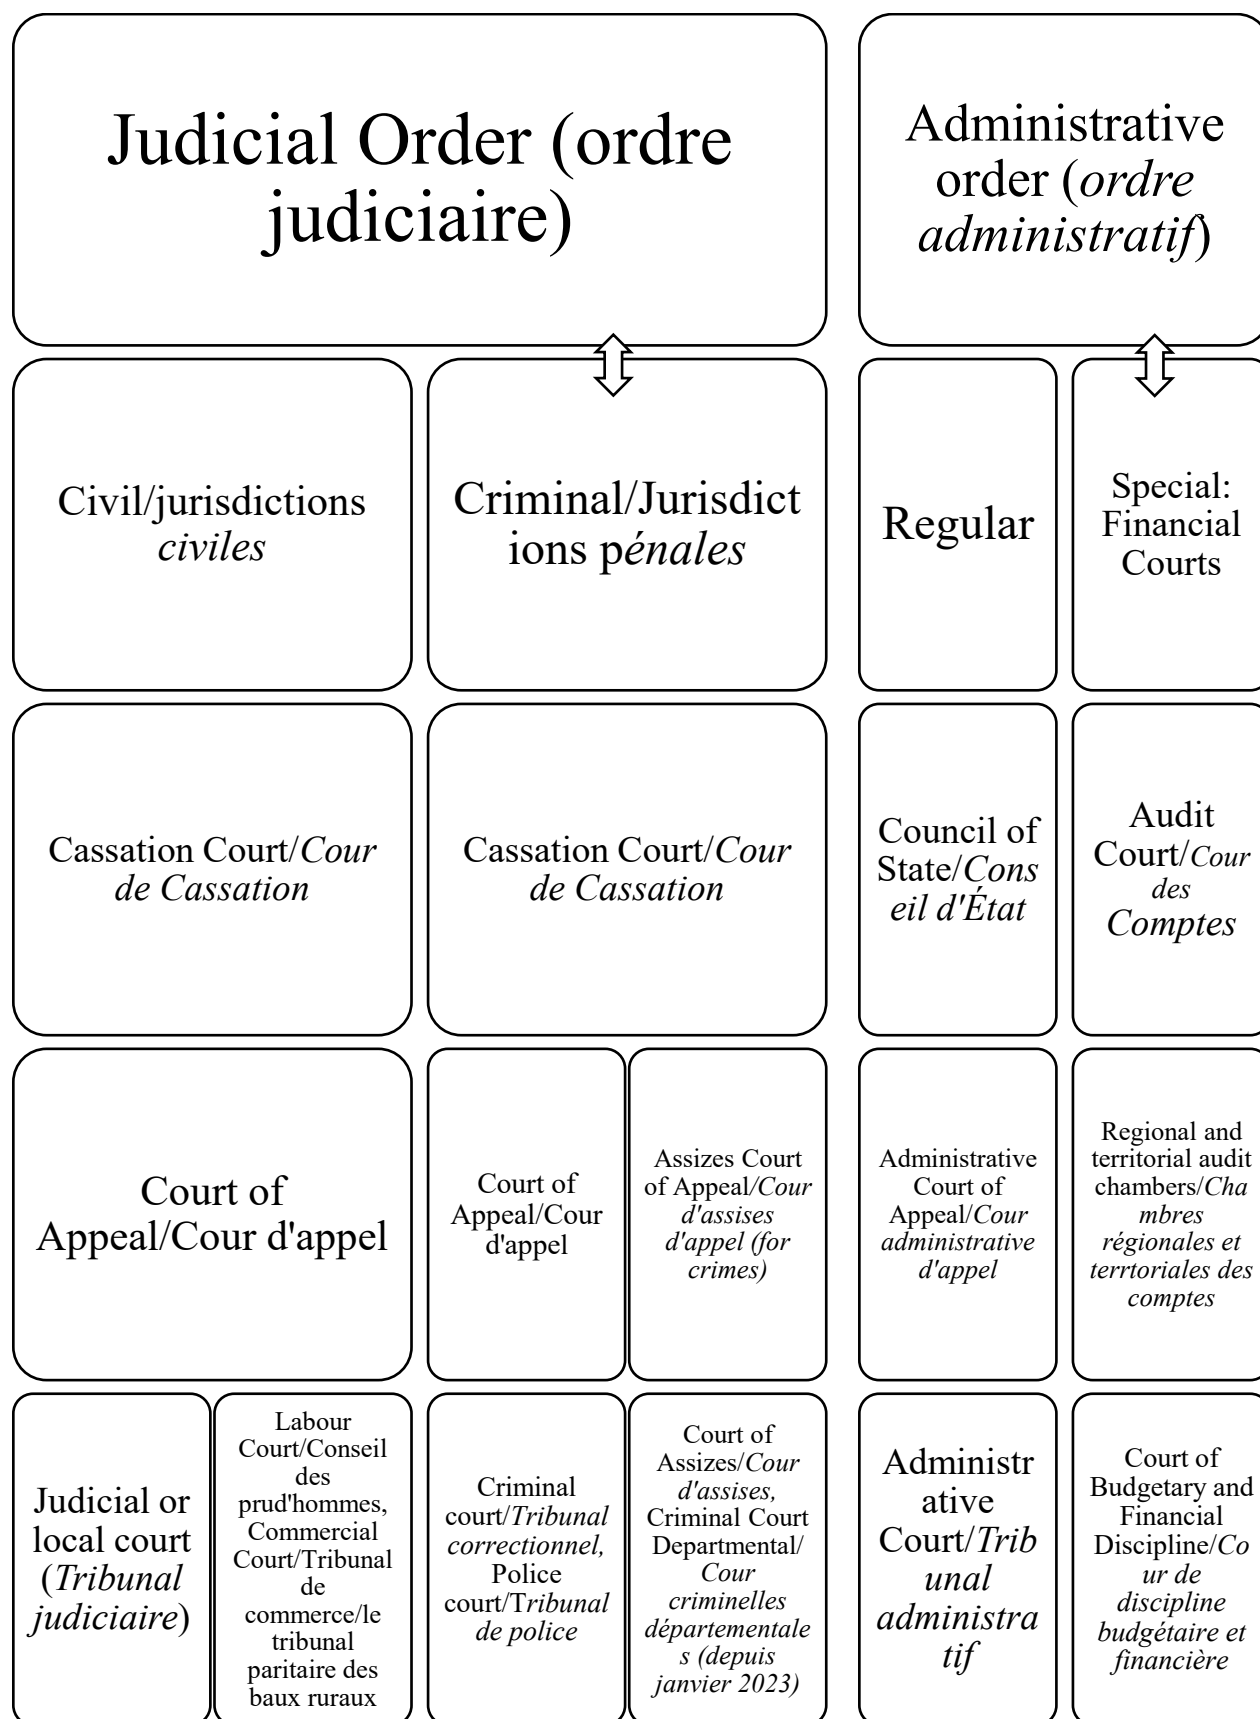 Judicial Order (ordre
judiciaire)
Administrative
order (ordre
administratif)
Civil/jurisdictions
civiles
Criminal/Jurisdict
ions pénales
Regular
Special:
Financial
Courts
Cassation Court/Cour
de Cassation
Cassation Court/Cour
de Cassation
Council of
State/Cons
eil d'État
Audit
Court/Cour
des
Comptes
Court of
Appeal/Cour d'appel
Court of
Appeal/Cour
d'appel
Assizes Court
of Appeal/Cour
d'assises
d'appel (for
crimes)
Administrative
Court of
Appeal/Cour
administrative
d'appel
Regional and
territorial audit
chambers/Cha
mbres
régionales et
terrtoriales des
comptes
Judicial or
local court
(Tribunal
judiciaire)
Labour
Court/Conseil
des
prud'hommes,
Commercial
Court/Tribunal
de
commerce/le
tribunal
paritaire des
baux ruraux
Criminal
court/Tribunal
correctionnel,
Police
court/Tribunal
de police
Court of
Assizes/Cour
d'assises,
Criminal Court
Departmental/
Cour
criminelles
départementale
s (depuis
janvier 2023)
Administr
ative
Court/Trib
unal
administra
tif
Court of
Budgetary and
Financial
Discipline/Co
ur de
discipline
budgétaire et
financière